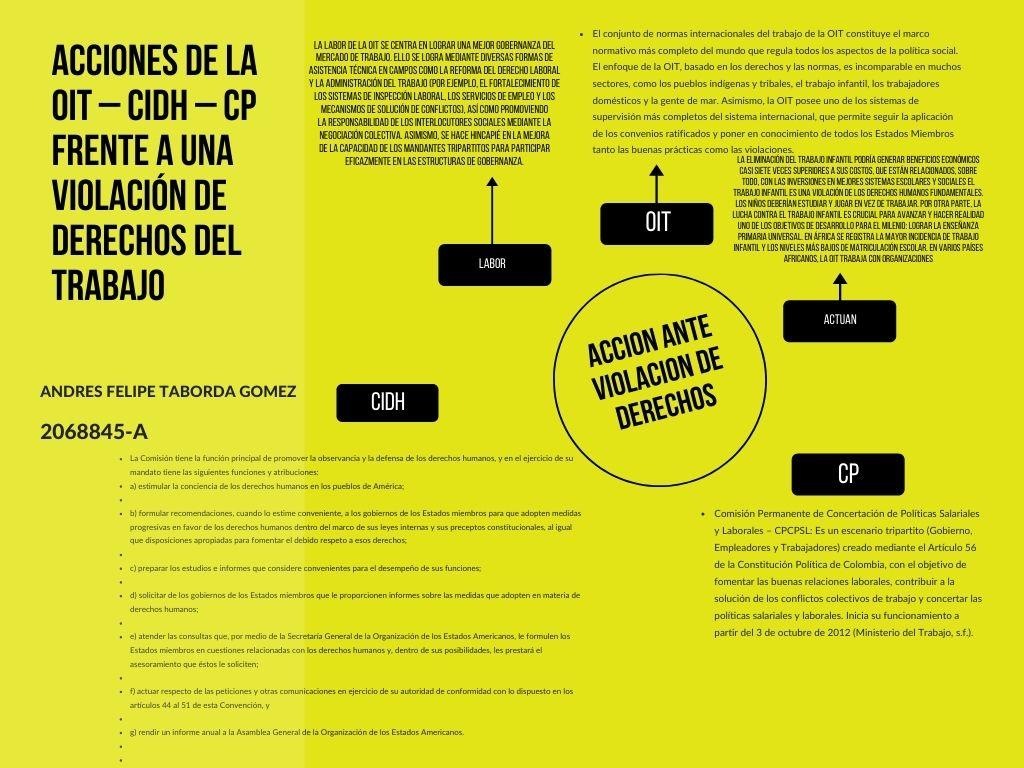 ACCIONES DE LA
OIT – CIDH – CP
FRENTE A UNA
VIOLACIÓN DE
DERECHOS DEL
TRABAJO
ANDRES FELIPE TABORDA GOMEZ
2068845-A
LA LABOR DE LA OIT SE CENTRA EN LOGRAR UNA MEJOR GOBERNANZA DEL
MERCADO DE TRABAJO. ELLO SE LOGRA MEDIANTE DIVERSAS FORMAS DE
ASISTENCIA TÉCNICA EN CAMPOS COMO LA REFORMA DEL DERECHO LABORAL
Y LA ADMINISTRACIÓN DEL TRABAJO (POR EJEMPLO, EL FORTALECIMIENTO DE
LOS SISTEMAS DE INSPECCIÓN LABORAL, LOS SERVICIOS DE EMPLEO Y LOS
MECANISMOS DE SOLUCIÓN DE CONFLICTOS), ASÍ COMO PROMOVIENDO
LA RESPONSABILIDAD DE LOS INTERLOCUTORES SOCIALES MEDIANTE LA
NEGOCIACIÓN COLECTIVA. ASIMISMO, SE HACE HINCAPIÉ EN LA MEJORA
DE LA CAPACIDAD DE LOS MANDANTES TRIPARTITOS PARA PARTICIPAR
EFICAZMENTE EN LAS ESTRUCTURAS DE GOBERNANZA.
LABOR
• El conjunto de normas internacionales del trabajo de la OIT constituye el marco
normativo más completo del mundo que regula todos los aspectos de la política social.
El enfoque de la OIT, basado en los derechos y las normas, es incomparable en muchos
sectores, como los pueblos indígenas y tribales, el trabajo infantil, los trabajadores
domésticos y la gente de mar. Asimismo, la OIT posee uno de los sistemas de
supervisión más completos del sistema internacional, que permite seguir la aplicación
de los convenios ratificados y poner en conocimiento de todos los Estados Miembros
tanto las buenas prácticas como las violaciones.
OIT
LA ELIMINACIÓN DEL TRABAJO INFANTIL PODRÍA GENERAR BENEFICIOS ECONÓMICOS
CASI SIETE VECES SUPERIORES A SUS COSTOS, QUE ESTÁN RELACIONADOS, SOBRE
TODO, CON LAS INVERSIONES EN MEJORES SISTEMAS ESCOLARES Y SOCIALES EL
TRABAJO INFANTIL ES UNA VIOLACIÓN DE LOS DERECHOS HUMANOS FUNDAMENTALES.
LOS NIÑOS DEBERÍAN ESTUDIAR Y JUGAR EN VEZ DE TRABAJAR. POR OTRA PARTE, LA
LUCHA CONTRA EL TRABAJO INFANTIL ES CRUCIAL PARA AVANZAR Y HACER REALIDAD
UNO DE LOS OBJETIVOS DE DESARROLLO PARA EL MILENIO: LOGRAR LA ENSEÑANZA
PRIMARIA UNIVERSAL. EN ÁFRICA SE REGISTRA LA MAYOR INCIDENCIA DE TRABAJO
INFANTIL Y LOS NIVELES MÁS BAJOS DE MATRICULACIÓN ESCOLAR. EN VARIOS PAÍSES
AFRICANOS, LA OIT TRABAJA CON ORGANIZACIONES
ACTUAN
ACCION ANTE
VIOLACION DE
DERECHOS
CIDH
• La Comisión tiene la función principal de promover la observancia y la defensa de los derechos humanos, y en el ejercicio de su
mandato tiene las siguientes funciones y atribuciones:
• a) estimular la conciencia de los derechos humanos en los pueblos de América;
•
• b) formular recomendaciones, cuando lo estime conveniente, a los gobiernos de los Estados miembros para que adopten medidas
progresivas en favor de los derechos humanos dentro del marco de sus leyes internas y sus preceptos constitucionales, al igual
que disposiciones apropiadas para fomentar el debido respeto a esos derechos;
•
• c) preparar los estudios e informes que considere convenientes para el desempeño de sus funciones;
•
• d) solicitar de los gobiernos de los Estados miembros que le proporcionen informes sobre las medidas que adopten en materia de
derechos humanos;
•
• e) atender las consultas que, por medio de la Secretaría General de la Organización de los Estados Americanos, le formulen los
Estados miembros en cuestiones relacionadas con los derechos humanos y, dentro de sus posibilidades, les prestará el
asesoramiento que éstos le soliciten;
•
• f) actuar respecto de las peticiones y otras comunicaciones en ejercicio de su autoridad de conformidad con lo dispuesto en los
artículos 44 al 51 de esta Convención, y
•
• g) rendir un informe anual a la Asamblea General de la Organización de los Estados Americanos.
•
•
CP
• Comisión Permanente de Concertación de Políticas Salariales
y Laborales – CPCPSL: Es un escenario tripartito (Gobierno,
Empleadores y Trabajadores) creado mediante el Artículo 56
de la Constitución Política de Colombia, con el objetivo de
fomentar las buenas relaciones laborales, contribuir a la
solución de los conflictos colectivos de trabajo y concertar las
políticas salariales y laborales. Inicia su funcionamiento a
partir del 3 de octubre de 2012 (Ministerio del Trabajo, s.f.).